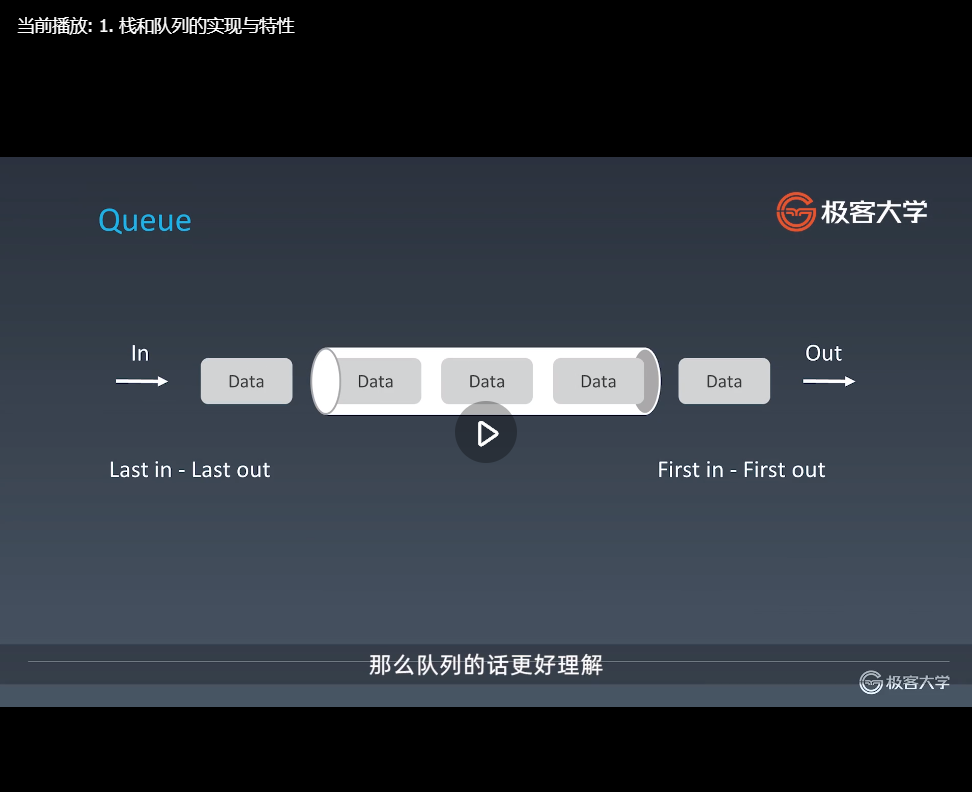 当前播放: 1. 栈和队列的实现与特性
Queue
极客大学
In
Out
Data
Data
Data
Data
Data
Last in - Last out
First in - First out
那么队列的话更好理解
极客大学